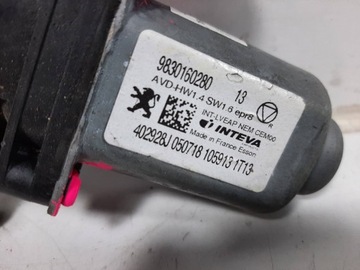 9830160280 13
AVD-HW1.4 SW1.6 epr8
INT-LVEAP NEM CEM00
INTEVA
Made in France Esson
402928J 050718 105913 1T13
R